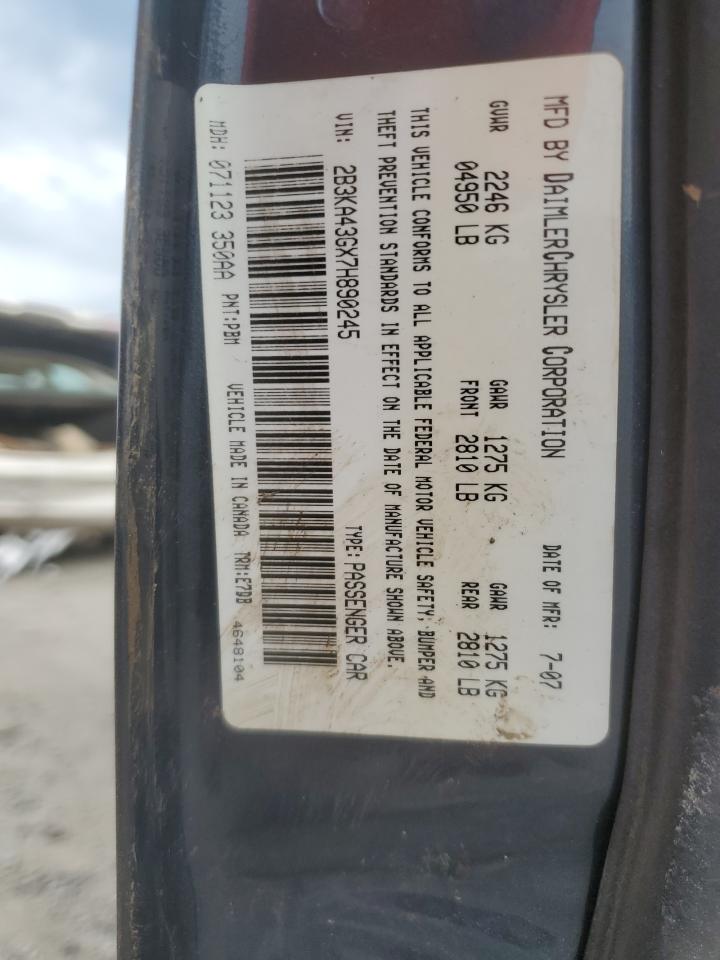 MFD BY DAIMLERCHRYSLER CORPORATION DATE OF MFR: 7-07
GVWR 2246 KG GAWR 1275 KG GAWR 1275 KG
04950 LB FRONT 2810 LB REAR 2810 LB
THIS VEHICLE CONFORMS TO ALL APPLICABLE FEDERAL MOTOR VEHICLE SAFETY, BUMPER AND
THEFT PREVENTION STANDARDS IN EFFECT ON THE DATE OF MANUFACTURE SHOWN ABOVE.
VIN: 2B3KA43GX7H890245 TYPE: PASSENGER CAR
MDH: 071123 350AA PNT:PBM VEHICLE MADE IN CANADA TRM:E7DB 4648104